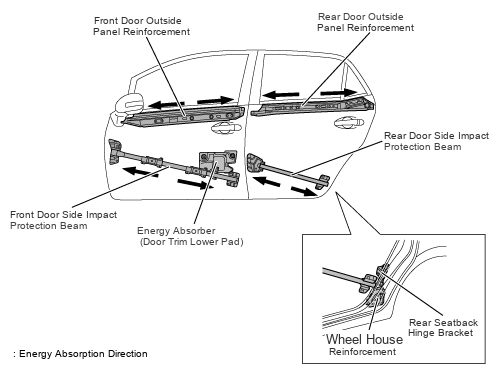 Front Door Outside
Panel Reinforcement
Rear Door Outside
Panel Reinforcement
Rear Door Side Impact
Protection Beam
Front Door Side Impact
Protection Beam
Energy Absorber
(Door Trim Lower Pad)
Rear Seatback
Hinge Bracket
Wheel House
Reinforcement
: Energy Absorption Direction